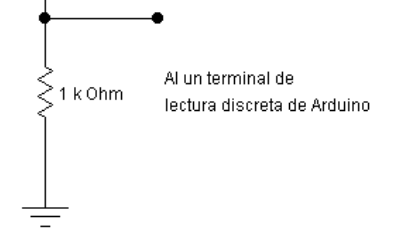 1 k Ohm
Al un terminal de
lectura discreta de Arduino